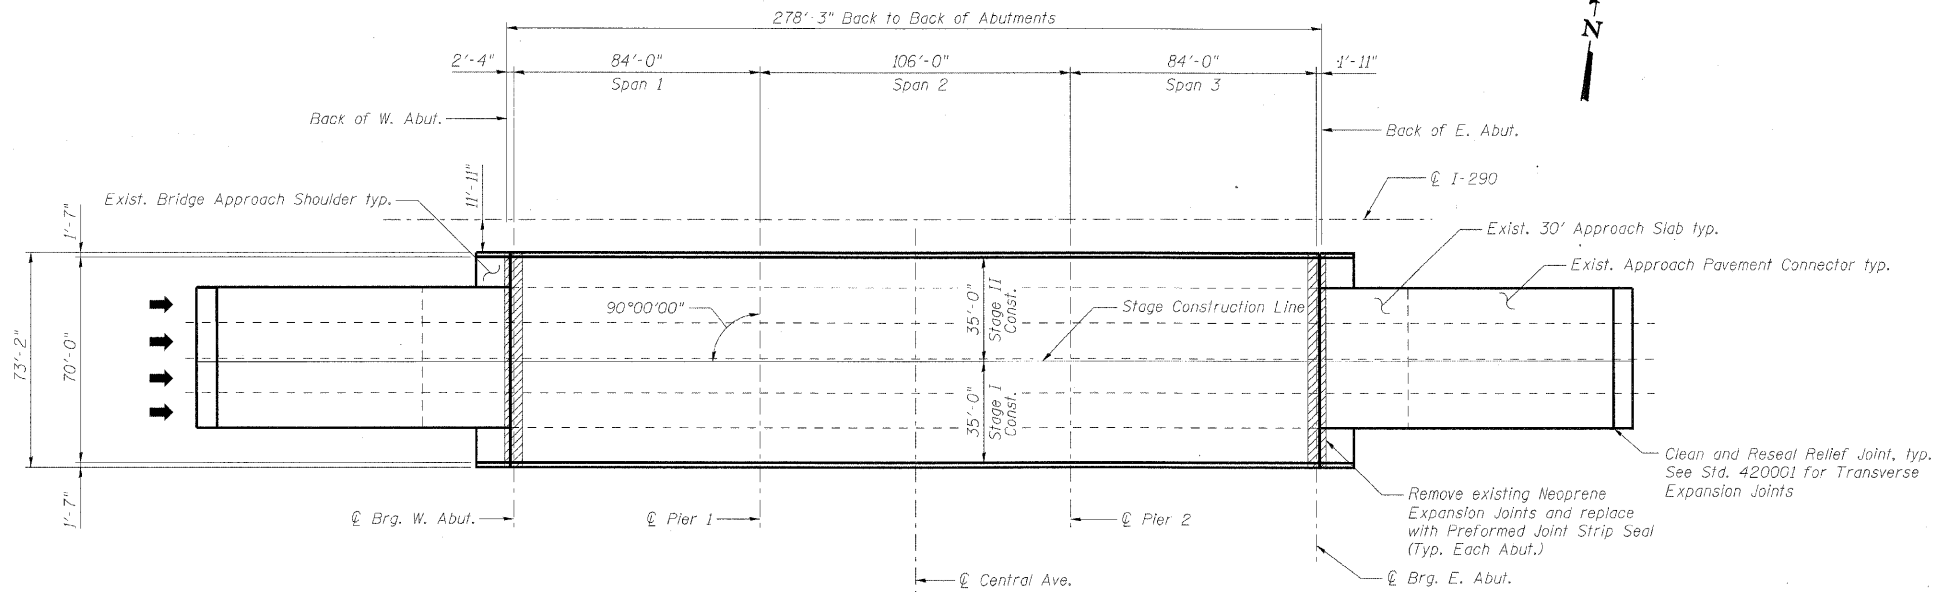 278'-3" Back to Back of Abutments
N
2'-4"
84'-0"
106'-0"
84'-0"
1'-11"
Span 1
Span 2
Span 3
Back of W. Abut.
Back of E. Abut.
℄ I-290
11'-11"
Exist. Bridge Approach Shoulder typ.
1'-7"
Exist. 30' Approach Slab typ.
Exist. Approach Pavement Connector typ.
90°00'00"
35'-0"
Stage II
Const.
Stage Construction Line
73'-2"
70'-0"
35'-0"
Stage I
Const.
1'-7"
Clean and Reseal Relief Joint, typ.
See Std. 420001 for Transverse
Expansion Joints
Remove existing Neoprene
Expansion Joints and replace
with Preformed Joint Strip Seal
(Typ. Each Abut.)
℄ Brg. W. Abut.
℄ Pier 1
℄ Pier 2
℄ Central Ave.
℄ Brg. E. Abut.